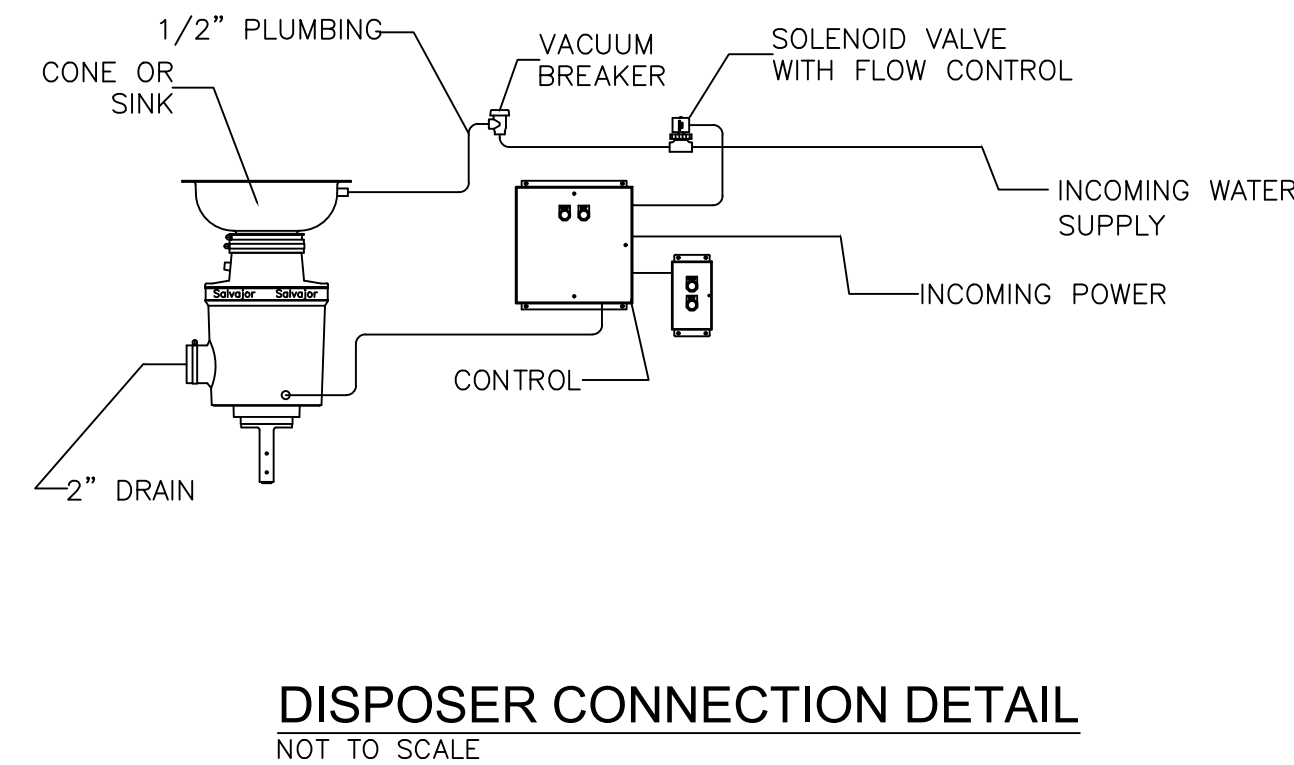 1/2” PLUMBING
CONE OR
SINK
VACUUM
BREAKER
SOLENOID VALVE
WITH FLOW CONTROL
INCOMING WATER
SUPPLY
INCOMING POWER
Salvajor Salvajor
CONTROL
2” DRAIN
DISPOSER CONNECTION DETAIL
NOT TO SCALE